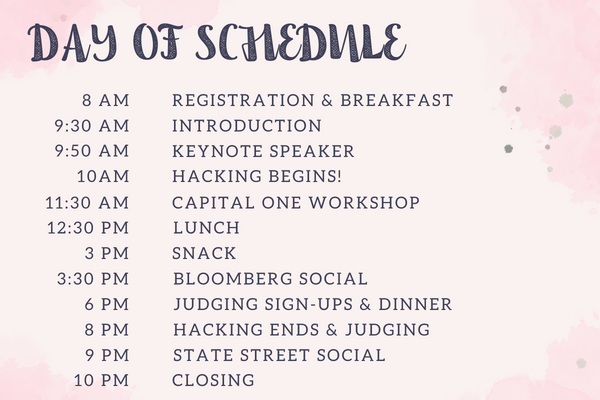 DAY OF SCHEDULE
8 AM REGISTRATION & BREAKFAST
9:30 AM INTRODUCTION
9:50 AM KEYNOTE SPEAKER
10AM HACKING BEGINS!
11:30 AM CAPITAL ONE WORKSHOP
12:30 PM LUNCH
3 PM SNACK
3:30 PM BLOOMBERG SOCIAL
6 PM JUDGING SIGN-UPS & DINNER
8 PM HACKING ENDS & JUDGING
9 PM STATE STREET SOCIAL
10 PM CLOSING